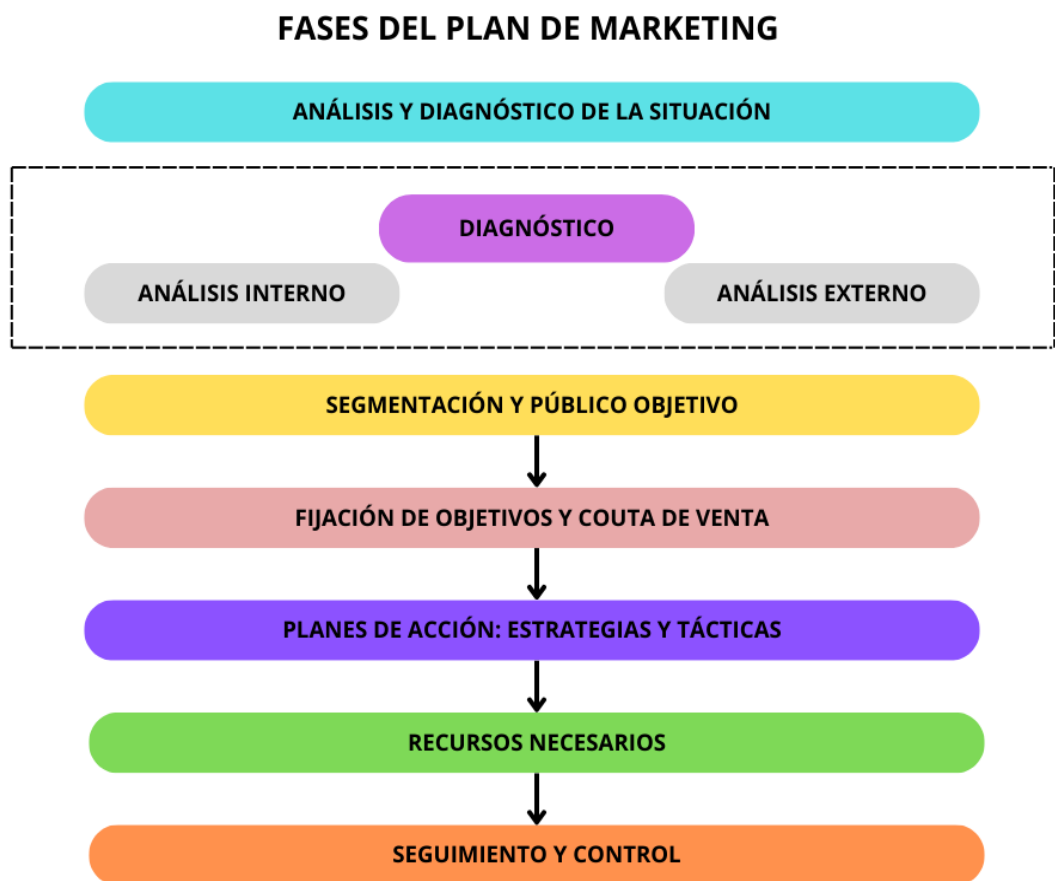 FASES DEL PLAN DE MARKETING
ANÁLISIS Y DIAGNÓSTICO DE LA SITUACIÓN
DIAGNÓSTICO
ANÁLISIS INTERNO
ANÁLISIS EXTERNO
SEGMENTACIÓN Y PÚBLICO OBJETIVO
FIJACIÓN DE OBJETIVOS Y COUTA DE VENTA
PLANES DE ACCIÓN: ESTRATEGIAS Y TÁCTICAS
RECURSOS NECESARIOS
SEGUIMIENTO Y CONTROL